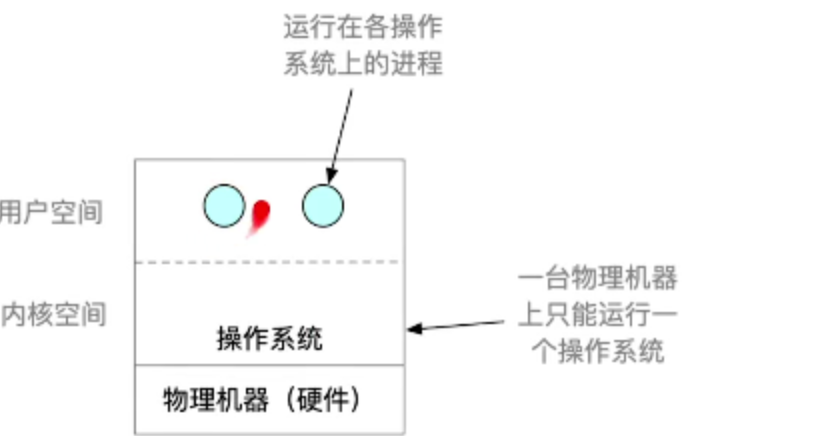 运行在各操作
系统上的进程
用户空间
内核空间
一台物理机器
上只能运行一
个操作系统
操作系统
物理机器（硬件）